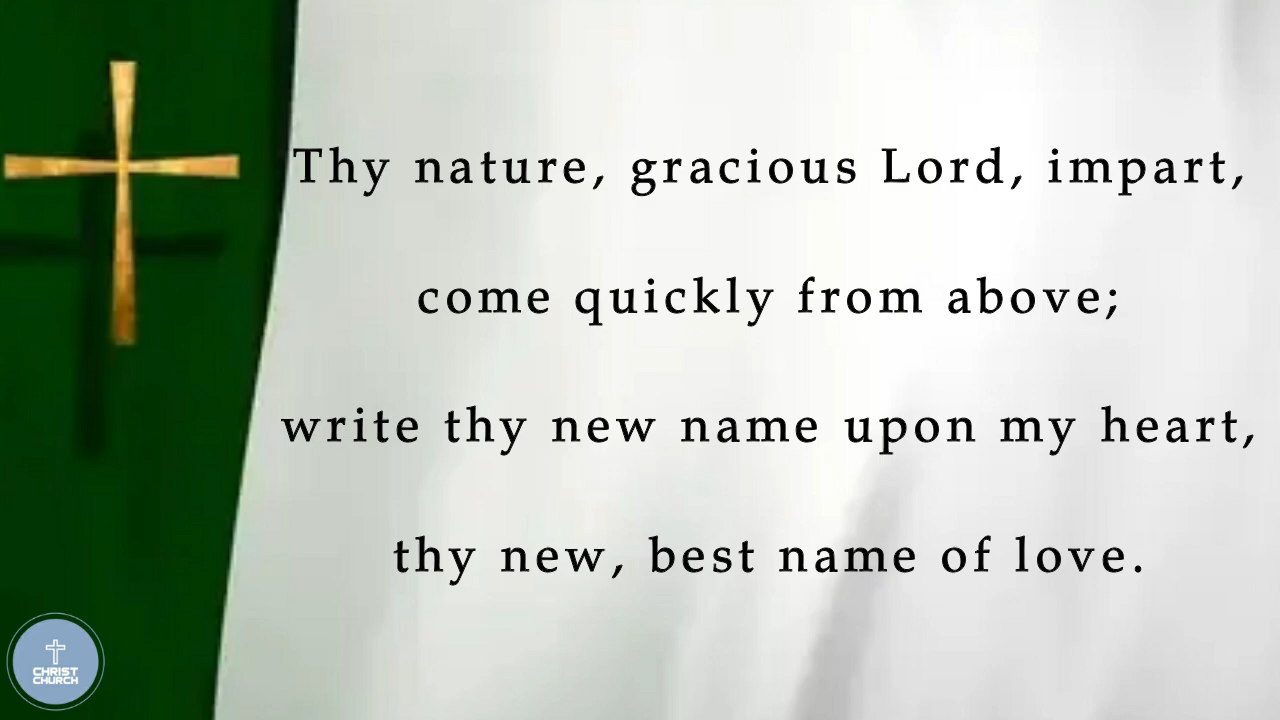 Thy nature, gracious Lord, impart,
come quickly from above;
write thy new name upon my heart,
thy new, best name of love.
CHRIST
CHURCH